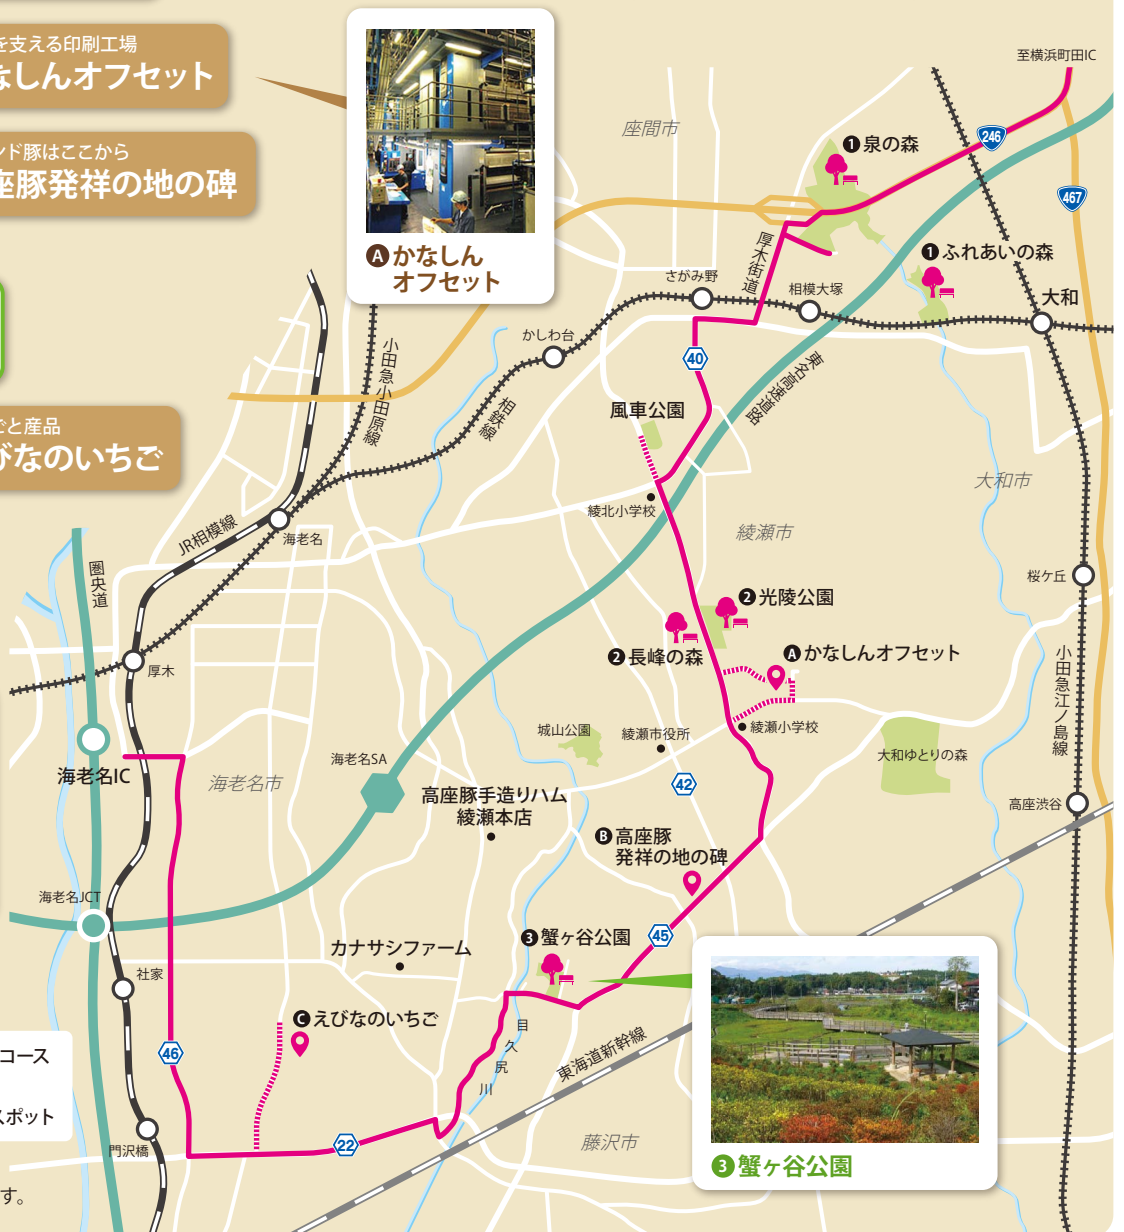 を支える印刷工場
なしんオフセット
ンド豚はここから
座豚発祥の地の碑
ごと産品
びなのいちご
A かなしん
オフセット
至横浜町田IC
座間市
❶泉の森
246
467
❶ふれあいの森
厚木街道
さがみ野
相模大塚
大和
かしわ台
小田急小田原線
相鉄線
40
東名高速道路
風車公園
大和市
綾北小学校
綾瀬市
JR相模線
海老名
圏央道
桜ケ丘
❷光陵公園
❷長峰の森
A かなしんオフセット
厚木
小田急江ノ島線
城山公園
綾瀬市役所
綾瀬小学校
大和ゆとりの森
海老名IC
海老名市
海老名SA
42
高座豚手造りハム
綾瀬本店
高座渋谷
B 高座豚
発祥の地の碑
海老名JCT
❸蟹ヶ谷公園
45
カナサシファーム
社家
C えびなのいちご
目久尻川
東海道新幹線
46
コース
スポット
門沢橋
22
藤沢市
❸蟹ヶ谷公園
す。